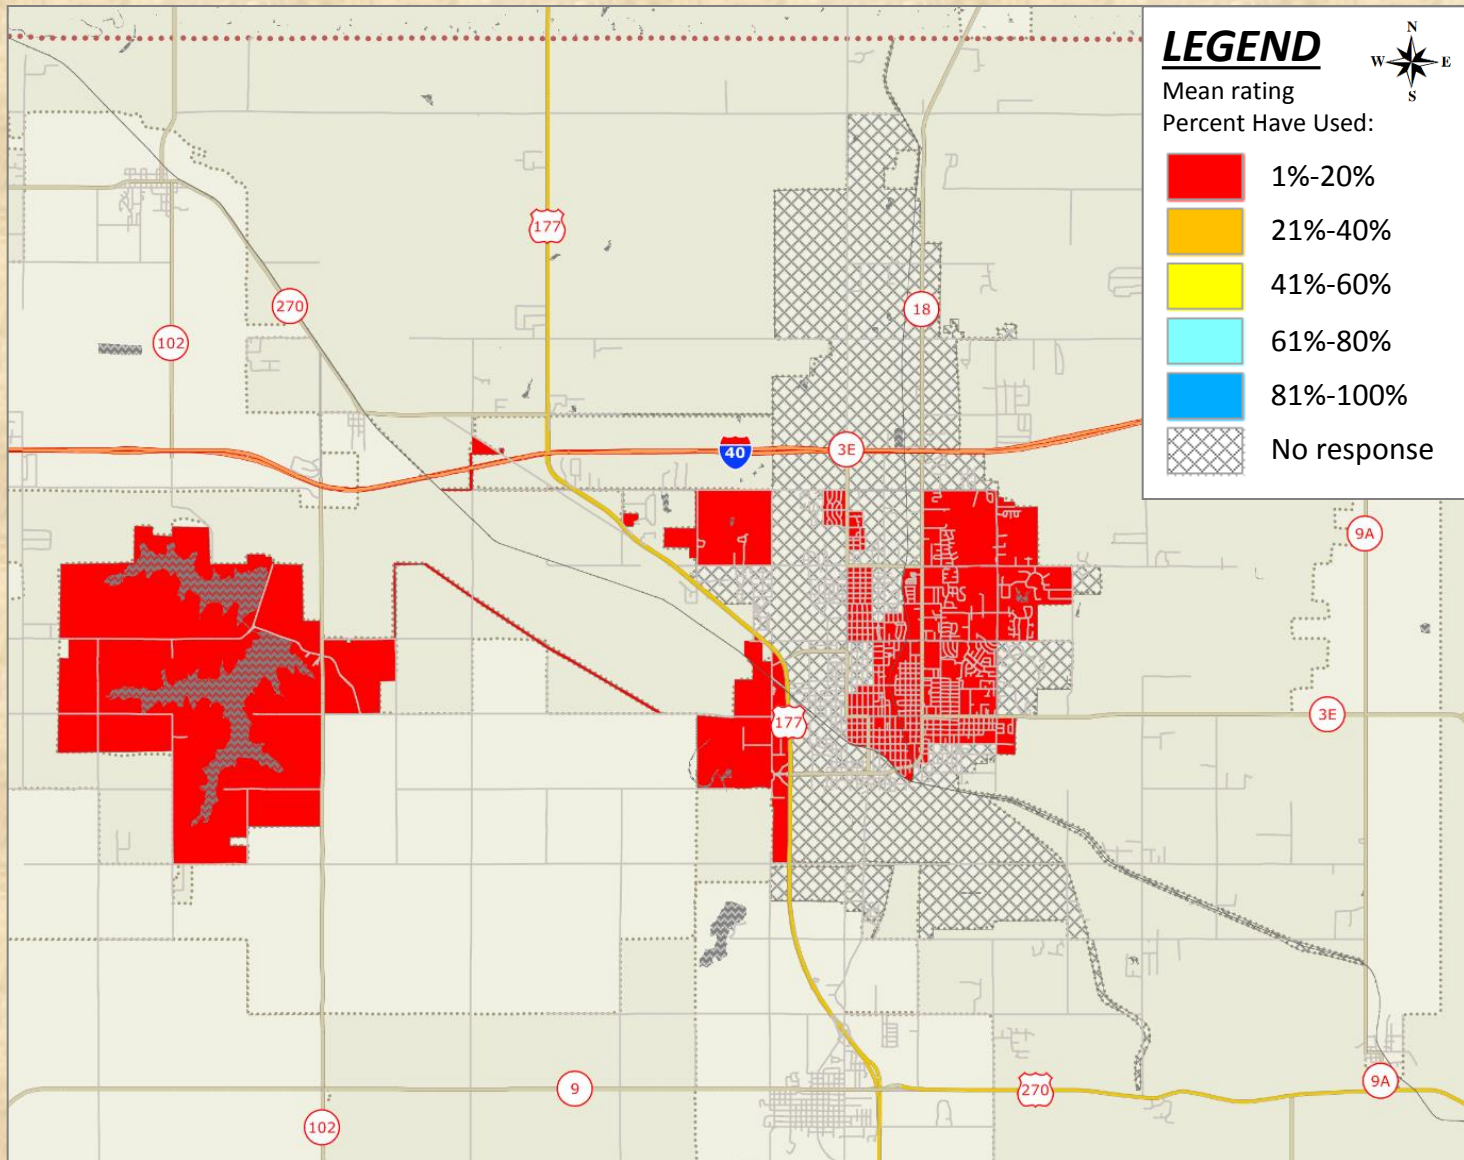 LEGEND
N
W E
S
Mean rating
Percent Have Used:
1%-20%
21%-40%
41%-60%
61%-80%
81%-100%
No response
177
270
18
102
40
3E
9A
177
3E
9
270
9A
102